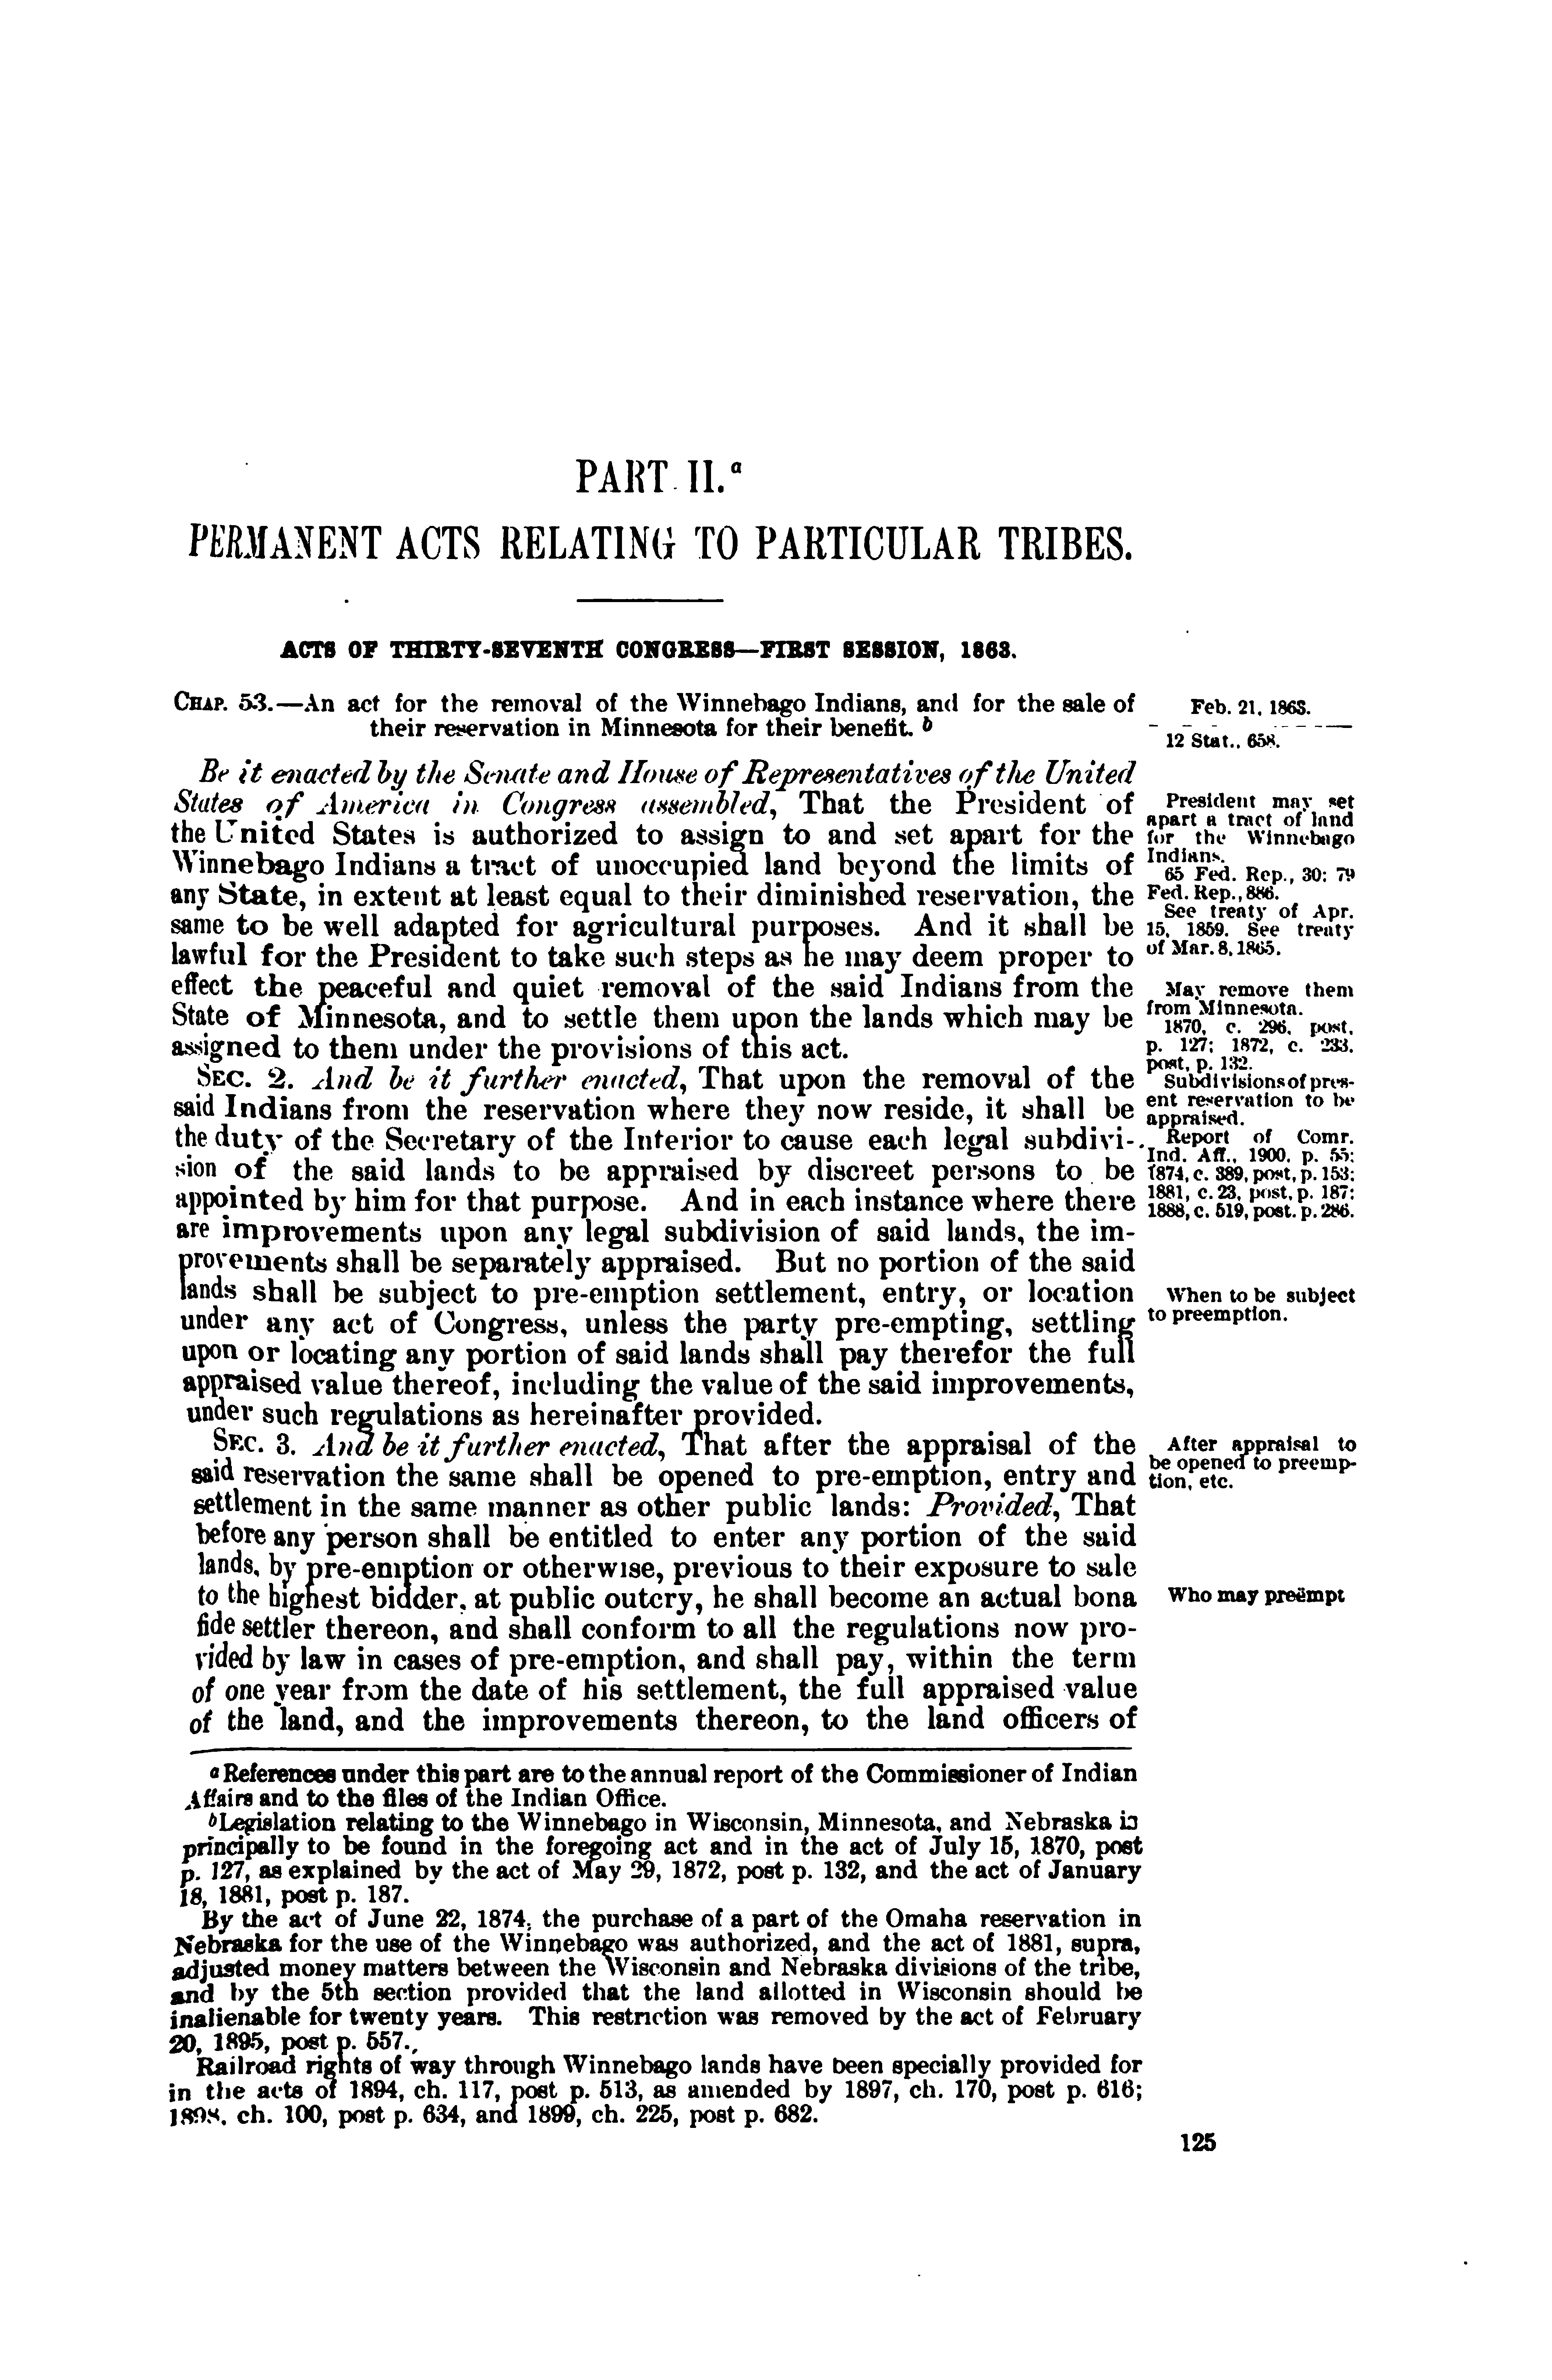 PART II.a
PERMANENT ACTS RELATING TO PARTICULAR TRIBES.
ACTS OF THIRTY-SEVENTH CONGRESS—FIRST SESSION, 1863.
CHAP. 53.—An act for the removal of the Winnebago Indians, and for the sale of
their reservation in Minnesota for their benefit. b
Be it enacted by the Senate and House of Representatives of the United
States of America in Congress assembled, That the President of
the United States is authorized to assign to and set apart for the
Winnebago Indians a tract of unoccupied land beyond the limits of
any State, in extent at least equal to their diminished reservation, the
same to be well adapted for agricultural purposes. And it shall be
lawful for the President to take such steps as he may deem proper to
effect the peaceful and quiet removal of the said Indians from the
State of Minnesota, and to settle them upon the lands which may be
assigned to them under the provisions of this act.
SEC. 2. And be it further enacted, That upon the removal of the
said Indians from the reservation where they now reside, it shall be
the duty of the Secretary of the Interior to cause each legal subdivi-
sion of the said lands to be appraised by discreet persons to be
appointed by him for that purpose. And in each instance where there
are improvements upon any legal subdivision of said lands, the im-
provements shall be separately appraised. But no portion of the said
lands shall be subject to pre-emption settlement, entry, or location
under any act of Congress, unless the party pre-empting, settling
upon or locating any portion of said lands shall pay therefor the full
appraised value thereof, including the value of the said improvements,
under such regulations as hereinafter provided.
SEC. 3. And be it further enacted, That after the appraisal of the
said reservation the same shall be opened to pre-emption, entry and
settlement in the same manner as other public lands: Provided, That
before any person shall be entitled to enter any portion of the said
lands, by pre-emption or otherwise, previous to their exposure to sale
to the highest bidder, at public outcry, he shall become an actual bona
fide settler thereon, and shall conform to all the regulations now pro-
vided by law in cases of pre-emption, and shall pay, within the term
of one year from the date of his settlement, the full appraised value
of the land, and the improvements thereon, to the land officers of
Feb. 21, 1863.
12 Stat., 658.
President may set
apart a tract of land
for the Winnebago
Indians.
65 Fed. Rep., 30; 79
Fed. Rep., 886.
See treaty of Apr.
15, 1859. See treaty
of Mar. 8, 1865.
May remove them
from Minnesota.
1870, c. 296, post,
p. 127; 1872, c. 233,
post, p. 132.
Subdivisions of pres-
ent reservation to be
appraised.
Report of Comr.
Ind. Aff., 1900, p. 55;
1874, c. 389, post, p. 153;
1881, c. 23, post, p. 187;
1888, c. 519, post, p. 286.
When to be subject
to preemption.
After appraisal to
be opened to preemp-
tion, etc.
Who may preëmpt
a References under this part are to the annual report of the Commissioner of Indian
Affairs and to the files of the Indian Office.
b Legislation relating to the Winnebago in Wisconsin, Minnesota, and Nebraska is
principally to be found in the foregoing act and in the act of July 15, 1870, post
p. 127, as explained by the act of May 29, 1872, post p. 132, and the act of January
18, 1881, post p. 187.
By the act of June 22, 1874, the purchase of a part of the Omaha reservation in
Nebraska for the use of the Winnebago was authorized, and the act of 1881, supra,
adjusted money matters between the Wisconsin and Nebraska divisions of the tribe,
and by the 5th section provided that the land allotted in Wisconsin should be
inalienable for twenty years. This restriction was removed by the act of February
20, 1895, post p. 557.
Railroad rights of way through Winnebago lands have been specially provided for
in the acts of 1894, ch. 117, post p. 513, as amended by 1897, ch. 170, post p. 616;
1898, ch. 100, post p. 634, and 1899, ch. 225, post p. 682.
125